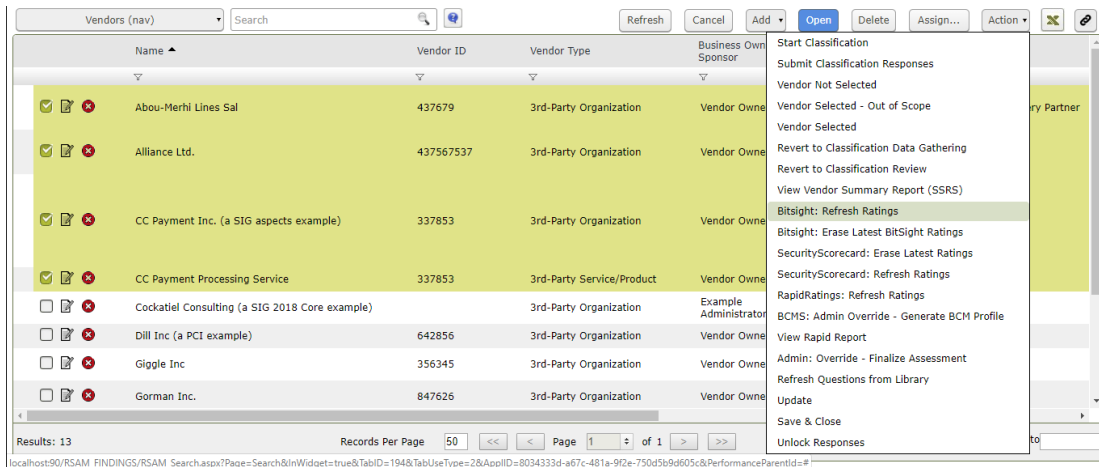 Vendors (nav)
Search
Refresh
Cancel
Add
Open
Delete
Assign...
Action
Name
Vendor ID
Vendor Type
Business Own
Sponsor
Abou-Merhi Lines Sal
437679
3rd-Party Organization
Vendor Owne
ry Partner
Alliance Ltd.
437567537
3rd-Party Organization
Vendor Owne
CC Payment Inc. (a SIG aspects example)
337853
3rd-Party Organization
Vendor Owne
CC Payment Processing Service
337853
3rd-Party Service/Product
Vendor Owne
Cockatiel Consulting (a SIG 2018 Core example)
3rd-Party Organization
Example
Administrator
Dill Inc (a PCI example)
642856
3rd-Party Organization
Vendor Owne
Giggle Inc
356345
3rd-Party Organization
Vendor Owne
Gorman Inc.
847626
3rd-Party Organization
Vendor Owne
Start Classification
Submit Classification Responses
Vendor Not Selected
Vendor Selected - Out of Scope
Vendor Selected
Revert to Classification Data Gathering
Revert to Classification Review
View Vendor Summary Report (SSRS)
Bitsight: Refresh Ratings
Bitsight: Erase Latest BitSight Ratings
SecurityScorecard: Erase Latest Ratings
SecurityScorecard: Refresh Ratings
RapidRatings: Refresh Ratings
BCMS: Admin Override - Generate BCM Profile
View Rapid Report
Admin: Override - Finalize Assessment
Refresh Questions from Library
Update
Save & Close
Unlock Responses
Results: 13
Records Per Page
50
<<
<
Page
1
of 1
>
>>
to
localhost:90/RSAM_FINDINGS/RSAM_Search.aspx?Page=Search&InWidget=true&TabID=194&TabUseType=2&ApplID=8034333d-a67c-481a-9f2e-750d5b9d605c&PerformanceParentId=#